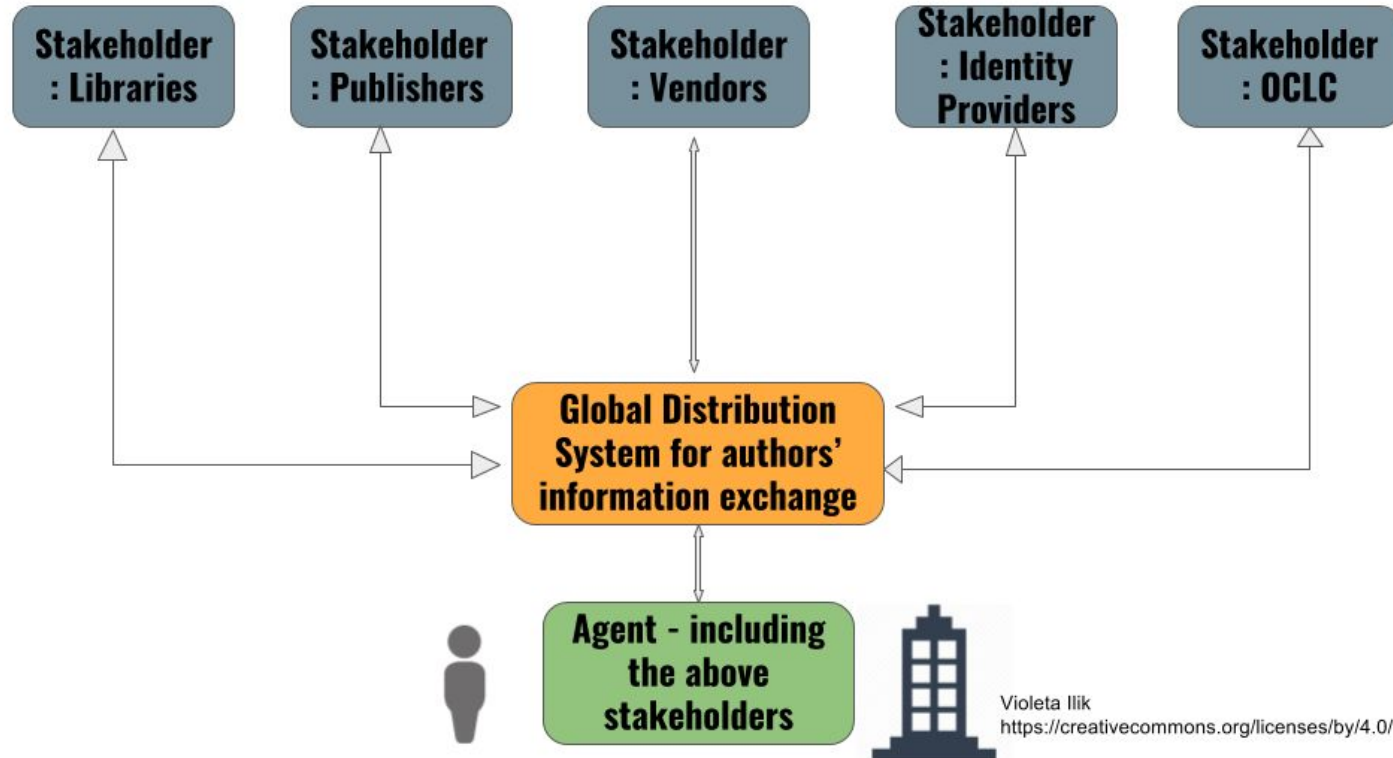 Stakeholder
: Libraries
Stakeholder
: Publishers
Stakeholder
: Vendors
Stakeholder
: Identity
Providers
Stakeholder
: OCLC
Global Distribution
System for authors’
information exchange
Agent - including
the above
stakeholders
Violeta Ilik
https://creativecommons.org/licenses/by/4.0/